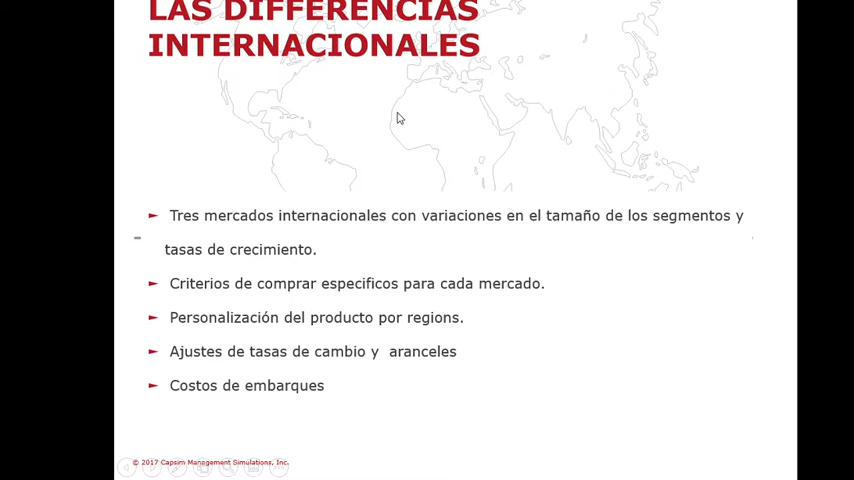 LAS DIFFERENCIAS
INTERNACIONALES
► Tres mercados internacionales con variaciones en el tamaño de los segmentos y
tasas de crecimiento.
► Criterios de comprar especificos para cada mercado.
► Personalización del producto por regions.
► Ajustes de tasas de cambio y  aranceles
► Costos de embarques
© 2017 Capsim Management Simulations, Inc.